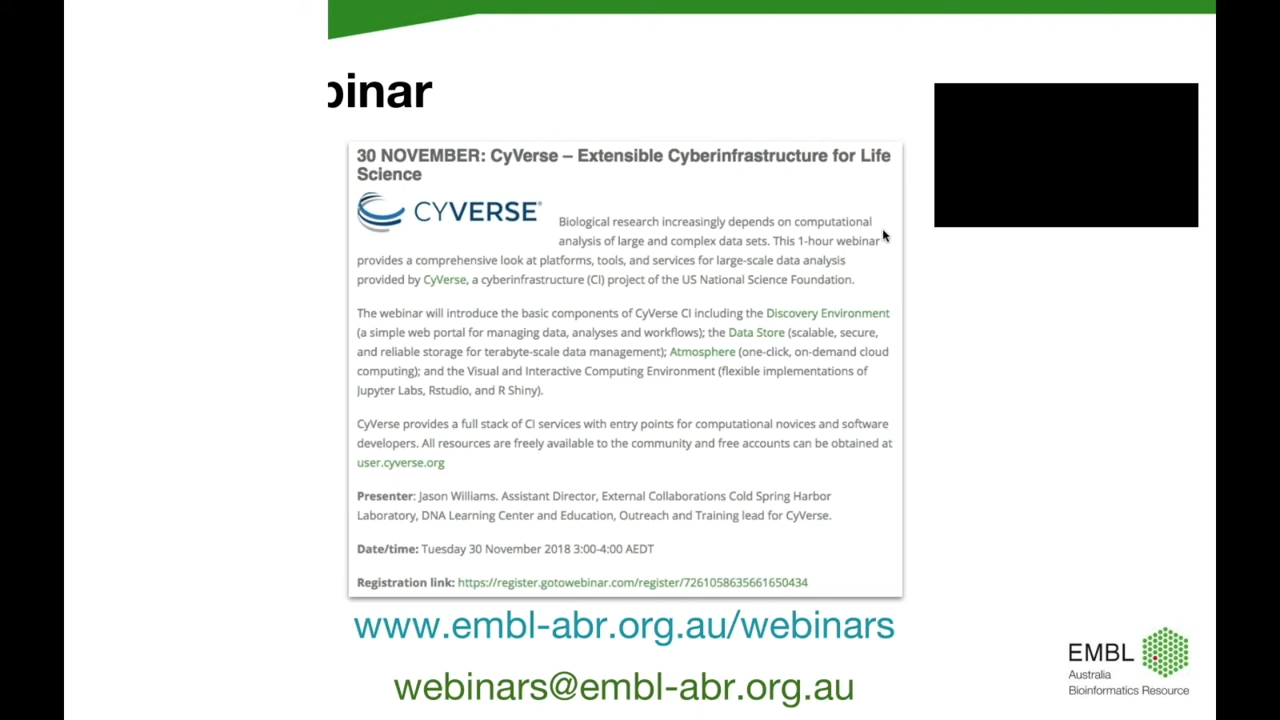 binar
30 NOVEMBER: CyVerse – Extensible Cyberinfrastructure for Life
Science
CYVERSE®
Biological research increasingly depends on computational
analysis of large and complex data sets. This 1-hour webinar
provides a comprehensive look at platforms, tools, and services for large-scale data analysis
provided by CyVerse, a cyberinfrastructure (CI) project of the US National Science Foundation.
The webinar will introduce the basic components of CyVerse CI including the Discovery Environment
(a simple web portal for managing data, analyses and workflows); the Data Store (scalable, secure,
and reliable storage for terabyte-scale data management); Atmosphere (one-click, on-demand cloud
computing); and the Visual and Interactive Computing Environment (flexible implementations of
Jupyter Labs, Rstudio, and R Shiny).
CyVerse provides a full stack of CI services with entry points for computational novices and software
developers. All resources are freely available to the community and free accounts can be obtained at
user.cyverse.org
Presenter: Jason Williams. Assistant Director, External Collaborations Cold Spring Harbor
Laboratory, DNA Learning Center and Education, Outreach and Training lead for CyVerse.
Date/time: Tuesday 30 November 2018 3:00-4:00 AEDT
Registration link: https://register.gotowebinar.com/register/7261058635661650434
www.embl-abr.org.au/webinars
webinars@embl-abr.org.au
EMBL
Australia
Bioinformatics Resource